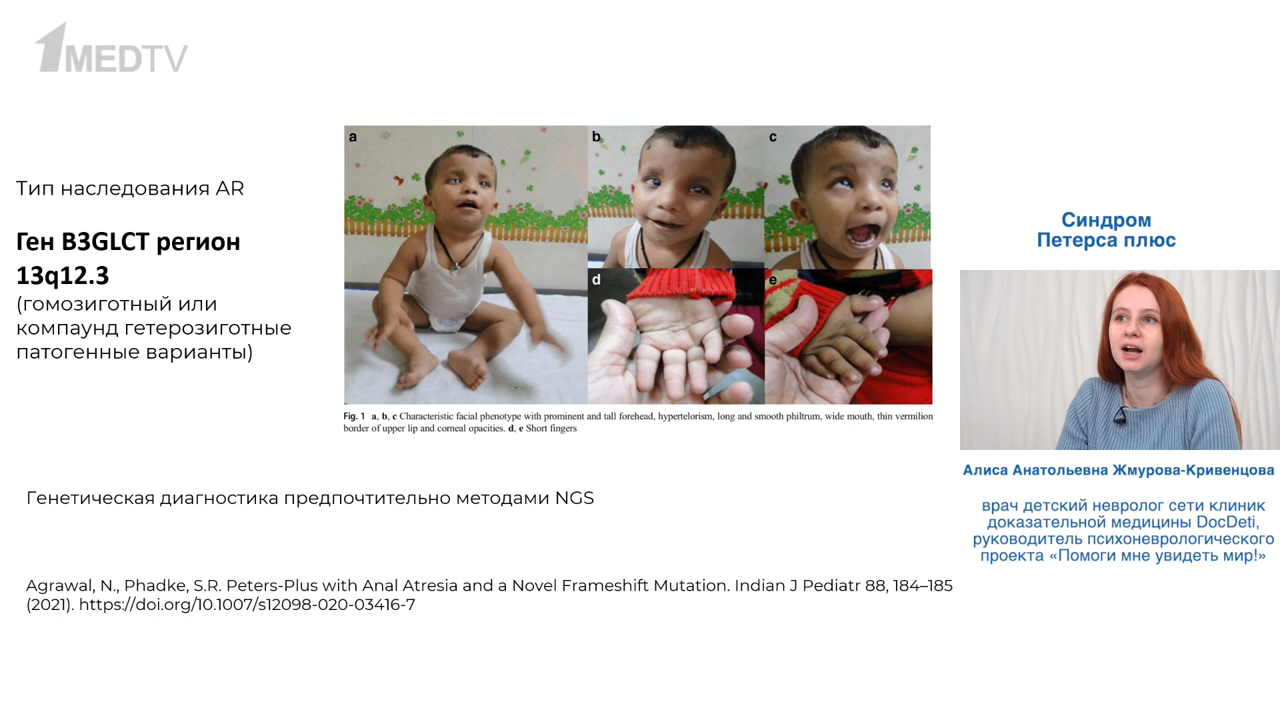 1MEDTV
Тип наследования AR
Ген B3GLCT регион
13q12.3
(гомозиготный или
компаунд гетерозиготные
патогенные варианты)
a
b
c
d
e
Fig. 1 a, b, c Characteristic facial phenotype with prominent and tall forehead, hypertelorism, long and smooth philtrum, wide mouth, thin vermilion
border of upper lip and corneal opacities. d, e Short fingers
Генетическая диагностика предпочтительно методами NGS
Agrawal, N., Phadke, S.R. Peters-Plus with Anal Atresia and a Novel Frameshift Mutation. Indian J Pediatr 88, 184–185
(2021). https://doi.org/10.1007/s12098-020-03416-7
Синдром
Петерса плюс
Алиса Анатольевна Жмурова-Кривенцова
врач детский невролог сети клиник
доказательной медицины DocDeti,
руководитель психоневрологического
проекта «Помоги мне увидеть мир!»